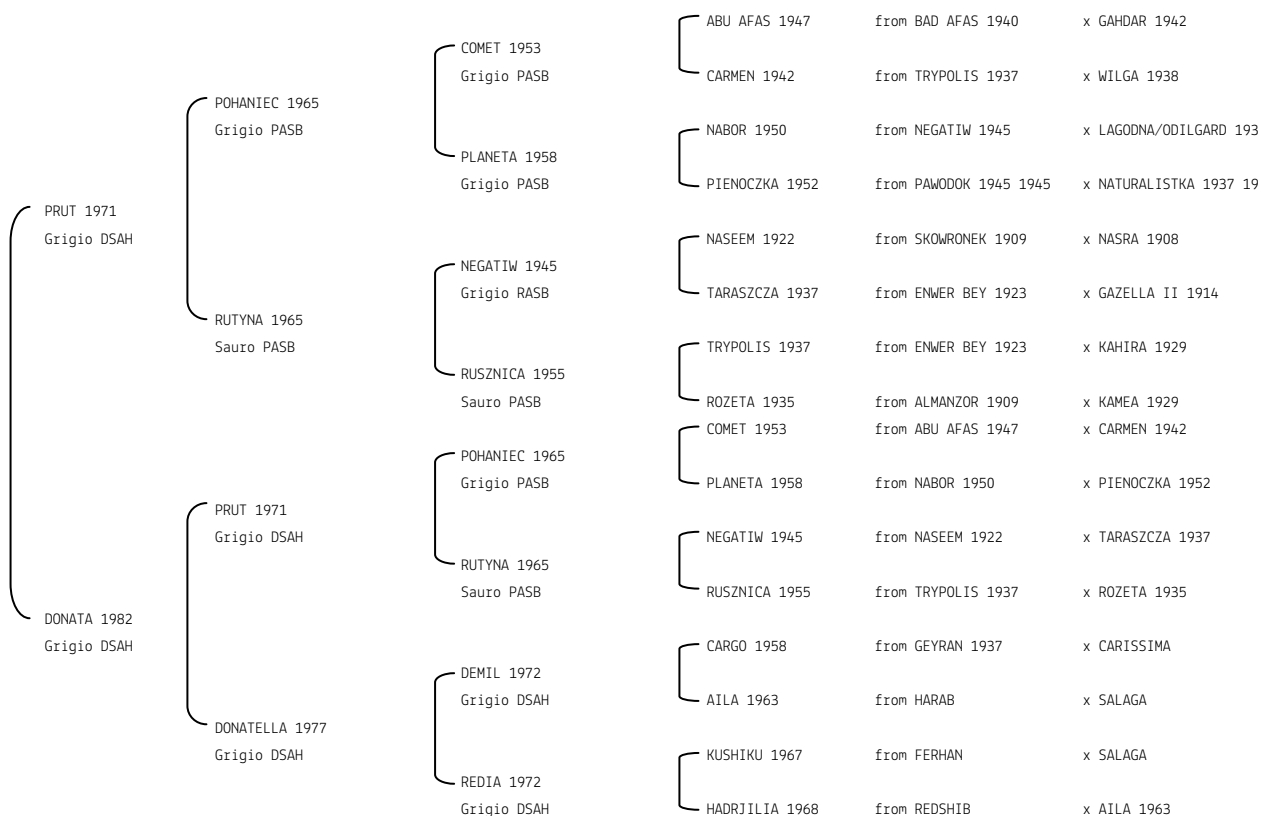 ABU AFAS 1947 from BAD AFAS 1940 x GAHDAR 1942
COMET 1953
Grigio PASB CARMEN 1942 from TRYPOLIS 1937 x WILGA 1938
POHANIEC 1965
Grigio PASB NABOR 1950 from NEGATIW 1945 x LAGODNA/ODILGARD 193
PLANETA 1958
Grigio PASB PIENOCZKA 1952 from PAWODOK 1945 1945 x NATURALISTKA 1937 19
PRUT 1971
Grigio DSAH NASEEM 1922 from SKOWRONEK 1909 x NASRA 1908
NEGATIW 1945
Grigio RASB TARASZCZA 1937 from ENWER BEY 1923 x GAZELLA II 1914
RUTYNA 1965
Sauro PASB TRYPOLIS 1937 from ENWER BEY 1923 x KAHIRA 1929
RUSZNICA 1955
Sauro PASB ROZETA 1935 from ALMANZOR 1909 x KAMEA 1929
COMET 1953 from ABU AFAS 1947 x CARMEN 1942
POHANIEC 1965
Grigio PASB PLANETA 1958 from NABOR 1950 x PIENOCZKA 1952
PRUT 1971
Grigio DSAH NEGATIW 1945 from NASEEM 1922 x TARASZCZA 1937
RUTYNA 1965
Sauro PASB RUSZNICA 1955 from TRYPOLIS 1937 x ROZETA 1935
DONATA 1982
Grigio DSAH CARGO 1958 from GEYRAN 1937 x CARISSIMA
DEMIL 1972
Grigio DSAH AILA 1963 from HARAB x SALAGA
DONATELLA 1977
Grigio DSAH KUSHIKU 1967 from FERHAN x SALAGA
REDIA 1972
Grigio DSAH HADRJILIA 1968 from REDSHIB x AILA 1963